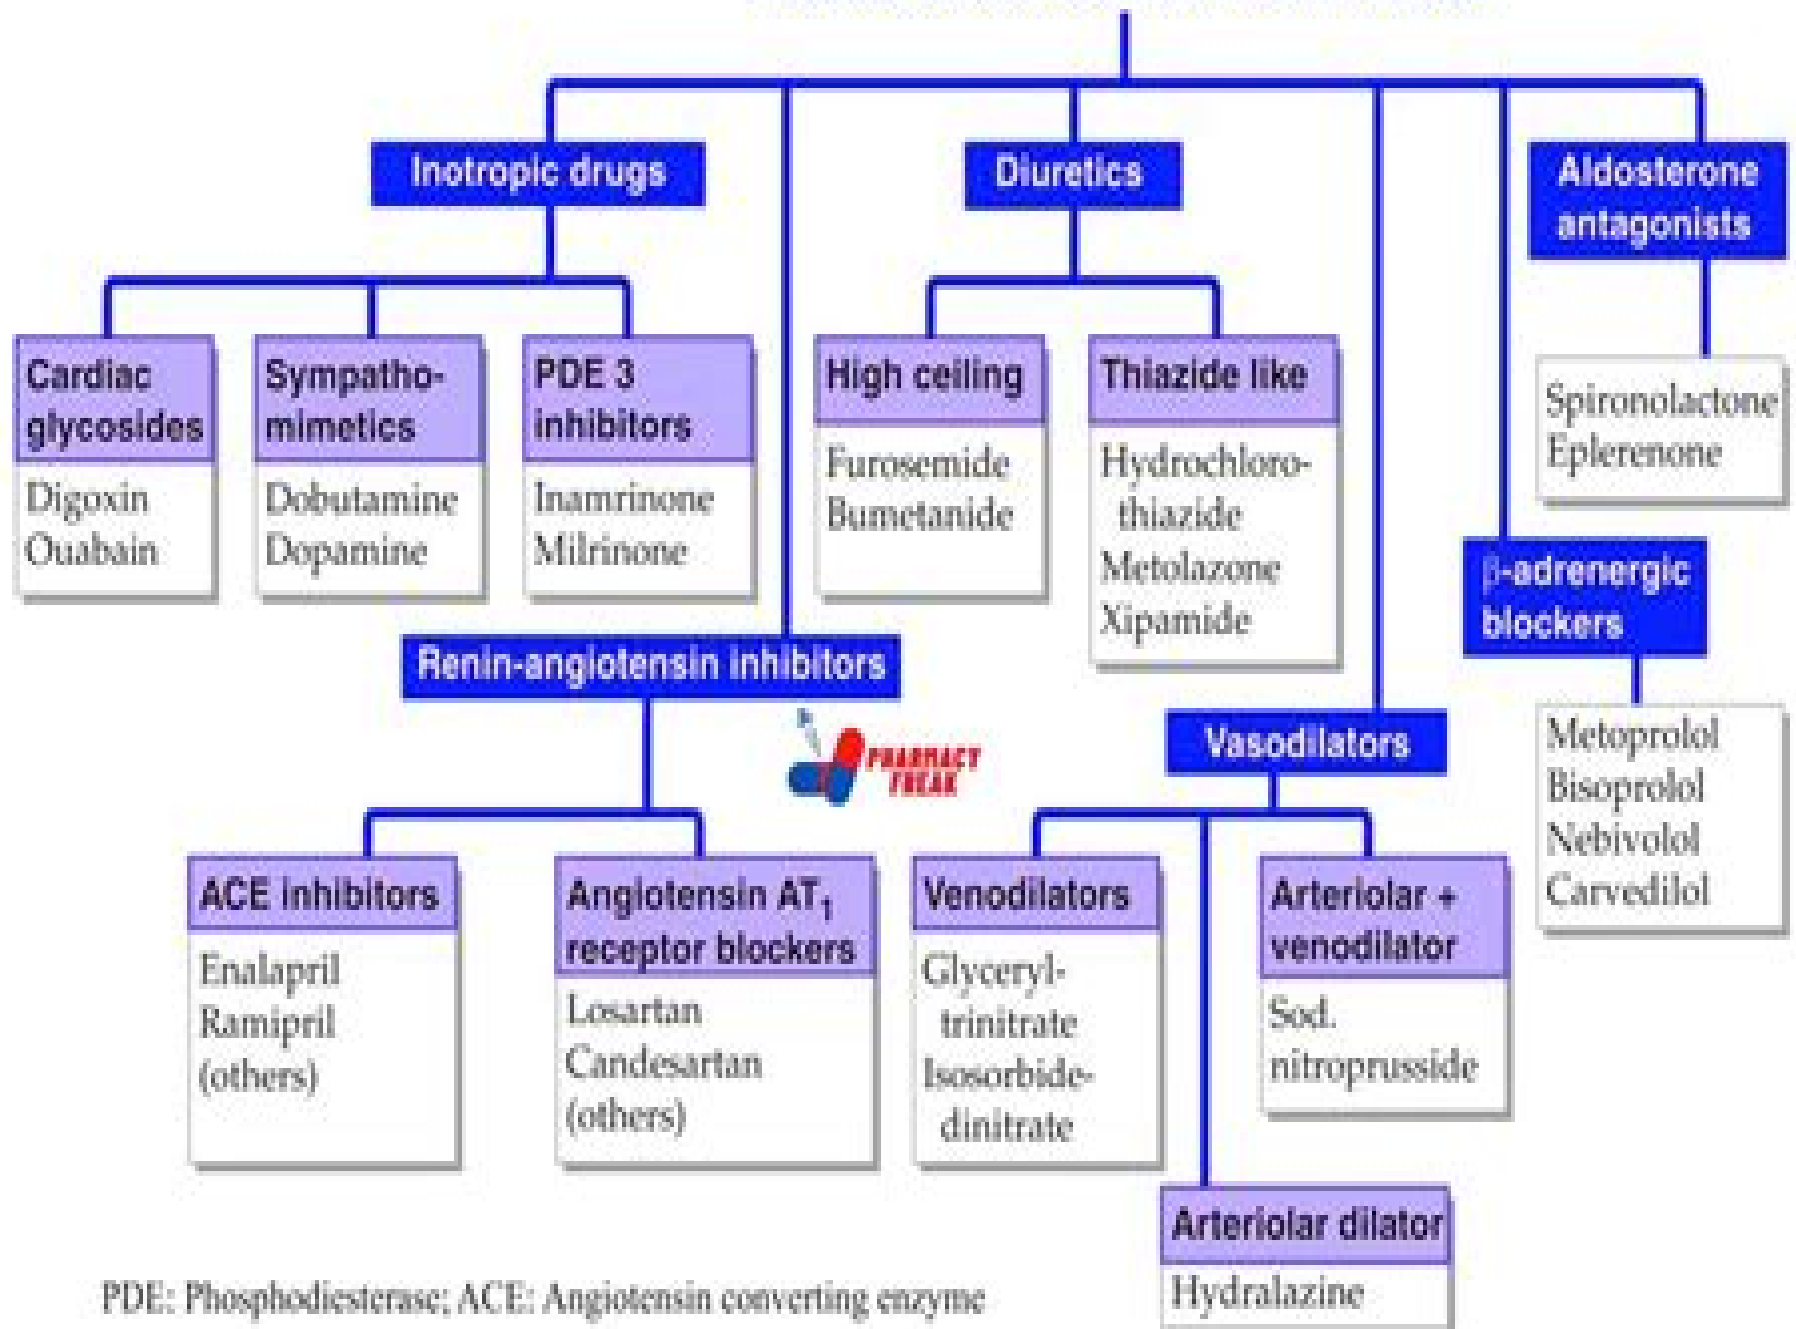 Inotropic drugs
Diuretics
Aldosterone
antagonists
Cardiac
glycosides
Digoxin
Ouabain
Sympatho-
mimetics
Dobutamine
Dopamine
PDE 3
inhibitors
Inamrinone
Milrinone
High ceiling
Furosemide
Bumetanide
Thiazide like
Hydrochloro-
thiazide
Metolazone
Xipamide
Spironolactone
Eplerenone
β-adrenergic
blockers
Metoprolol
Bisoprolol
Nebivolol
Carvedilol
Renin-angiotensin inhibitors
PHARMACY
FREAK
Vasodilators
ACE inhibitors
Enalapril
Ramipril
(others)
Angiotensin AT₁
receptor blockers
Losartan
Candesartan
(others)
Venodilators
Glyceryl-
trinitrate
Isosorbide-
dinitrate
Arteriolar +
venodilator
Sod.
nitroprusside
Arteriolar dilator
Hydralazine
PDE: Phosphodiesterase; ACE: Angiotensin converting enzyme